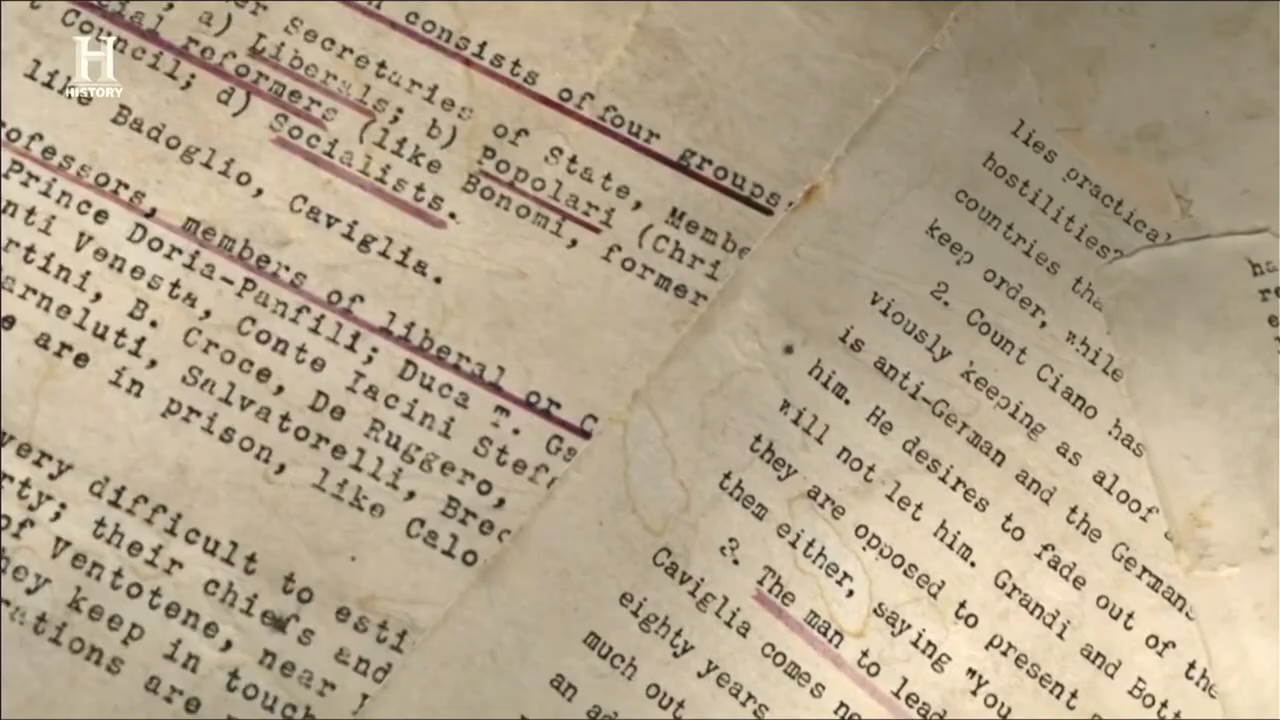 H
HISTORY
consists of four groups,
Secretaries of State, Membe
a) Liberals; b) Popolari (Chri
reformers (like Bonomi, former
Council; d) Socialists.
like Badoglio, Caviglia.
ofessors, members of liberal or C
Prince Doria-Panfili; Duca T. Ga
nti Venesta, Conte Iacini Stef
rtini, B. Croce, De Ruggero,
arneluti, Salvatorelli, Brec
e are in prison, like Calo
very difficult to esti
rty; their chiefs and
of Ventotene, near
hey keep in touch
rations are
lies practical
hostilities?
countries tha
keep order, while
2. Count Ciano has
viously keeping as aloof
is anti-German and the Germans
him. He desires to fade out of the
will not let him. Grandi and Bott
they are opposed to present
them either, saying "You
3. The man to lead
Caviglia comes ne
eighty years
much out
an ad